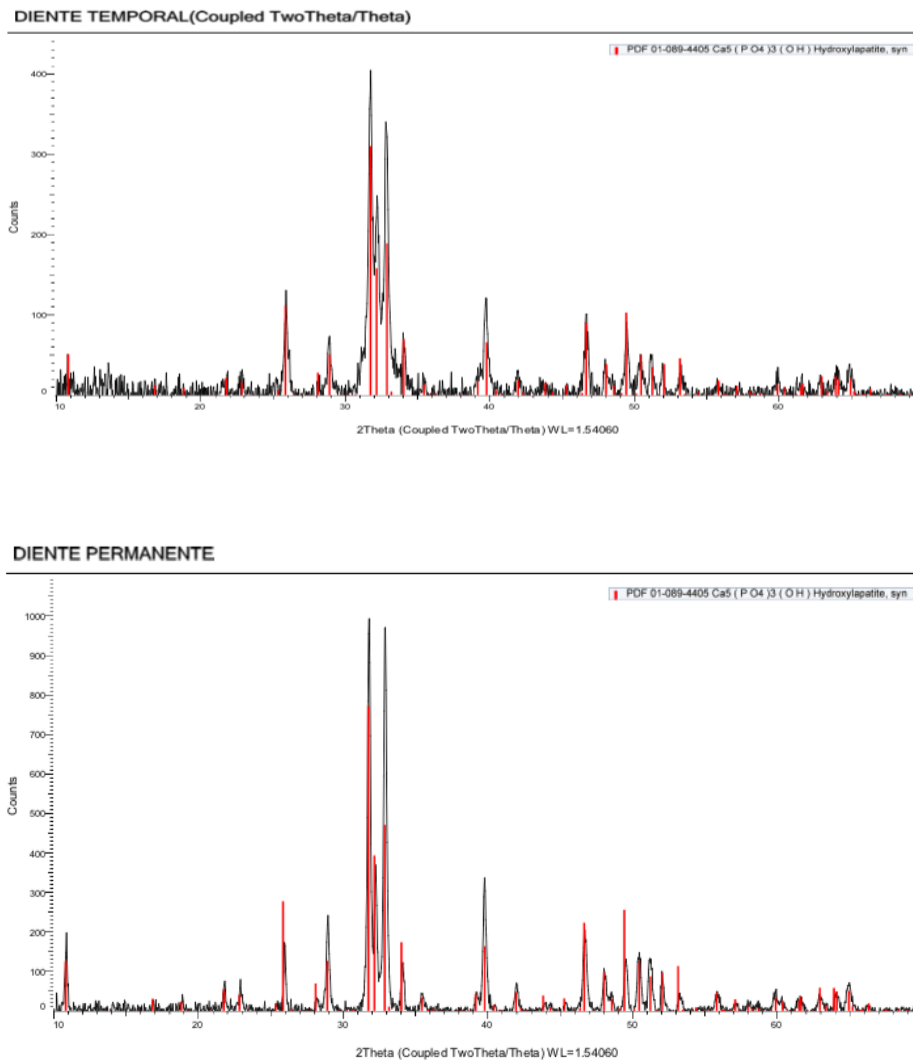 DIENTE TEMPORAL(Coupled TwoTheta/Theta)
PDF 01-089-4405 Ca5 ( P O4 )3 ( O H ) Hydroxylapatite, syn
Counts
400
300
200
100
0
10 20 30 40 50 60
2Theta (Coupled TwoTheta/Theta) WL=1.54060
DIENTE PERMANENTE
PDF 01-089-4405 Ca5 ( P O4 )3 ( O H ) Hydroxylapatite, syn
Counts
1000
900
800
700
600
500
400
300
200
100
0
10 20 30 40 50 60
2Theta (Coupled TwoTheta/Theta) WL=1.54060